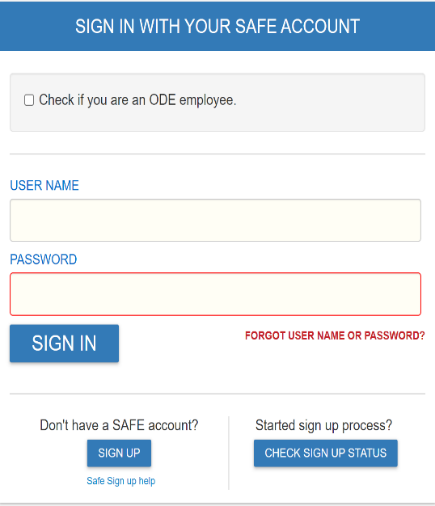 SIGN IN WITH YOUR SAFE ACCOUNT
Check if you are an ODE employee.
USER NAME
PASSWORD
SIGN IN
FORGOT USER NAME OR PASSWORD?
Don't have a SAFE account?
SIGN UP
Safe Sign up help
Started sign up process?
CHECK SIGN UP STATUS